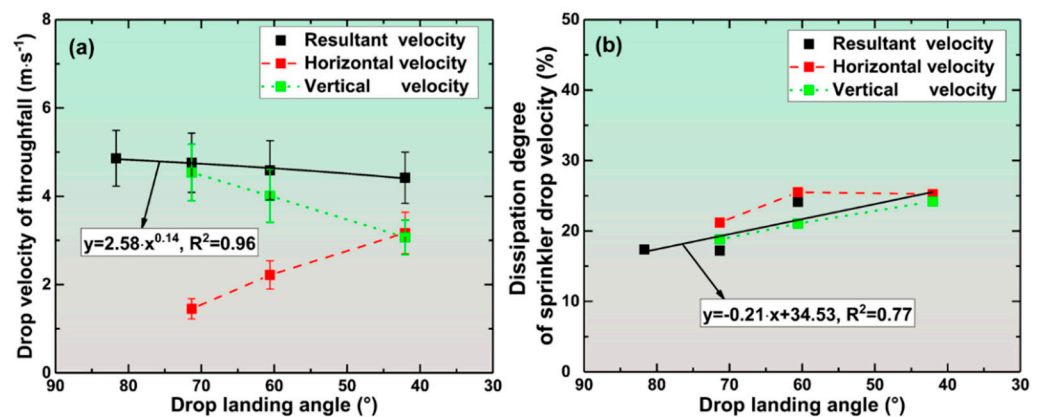 (a)
Resultant velocity
Horizontal velocity
Vertical velocity
Drop velocity of throughfall (m·s⁻¹)
8
6
4
2
0
y=2.58·x^0.14, R²=0.96
90 80 70 60 50 40 30
Drop landing angle (°)
(b)
Resultant velocity
Horizontal velocity
Vertical velocity
Dissipation degree
of sprinkler drop velocity (%)
50
40
30
20
10
0
y=-0.21·x+34.53, R²=0.77
90 80 70 60 50 40 30
Drop landing angle (°)